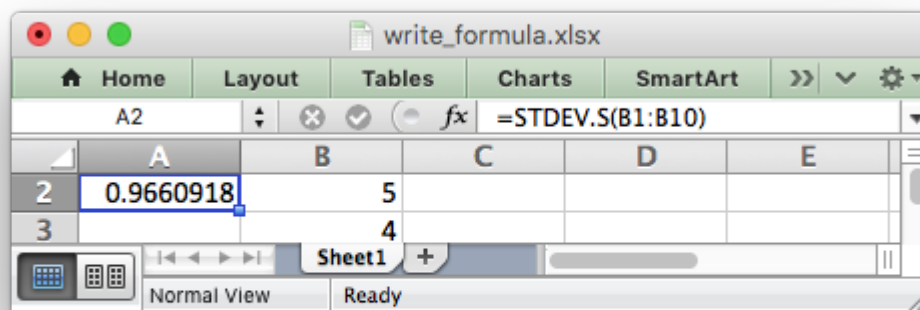 write_formula.xlsx
Home Layout Tables Charts SmartArt
A2 fx =STDEV.S(B1:B10)
A B C D E
2 0.9660918 5
3 4
Sheet1 +
Normal View Ready